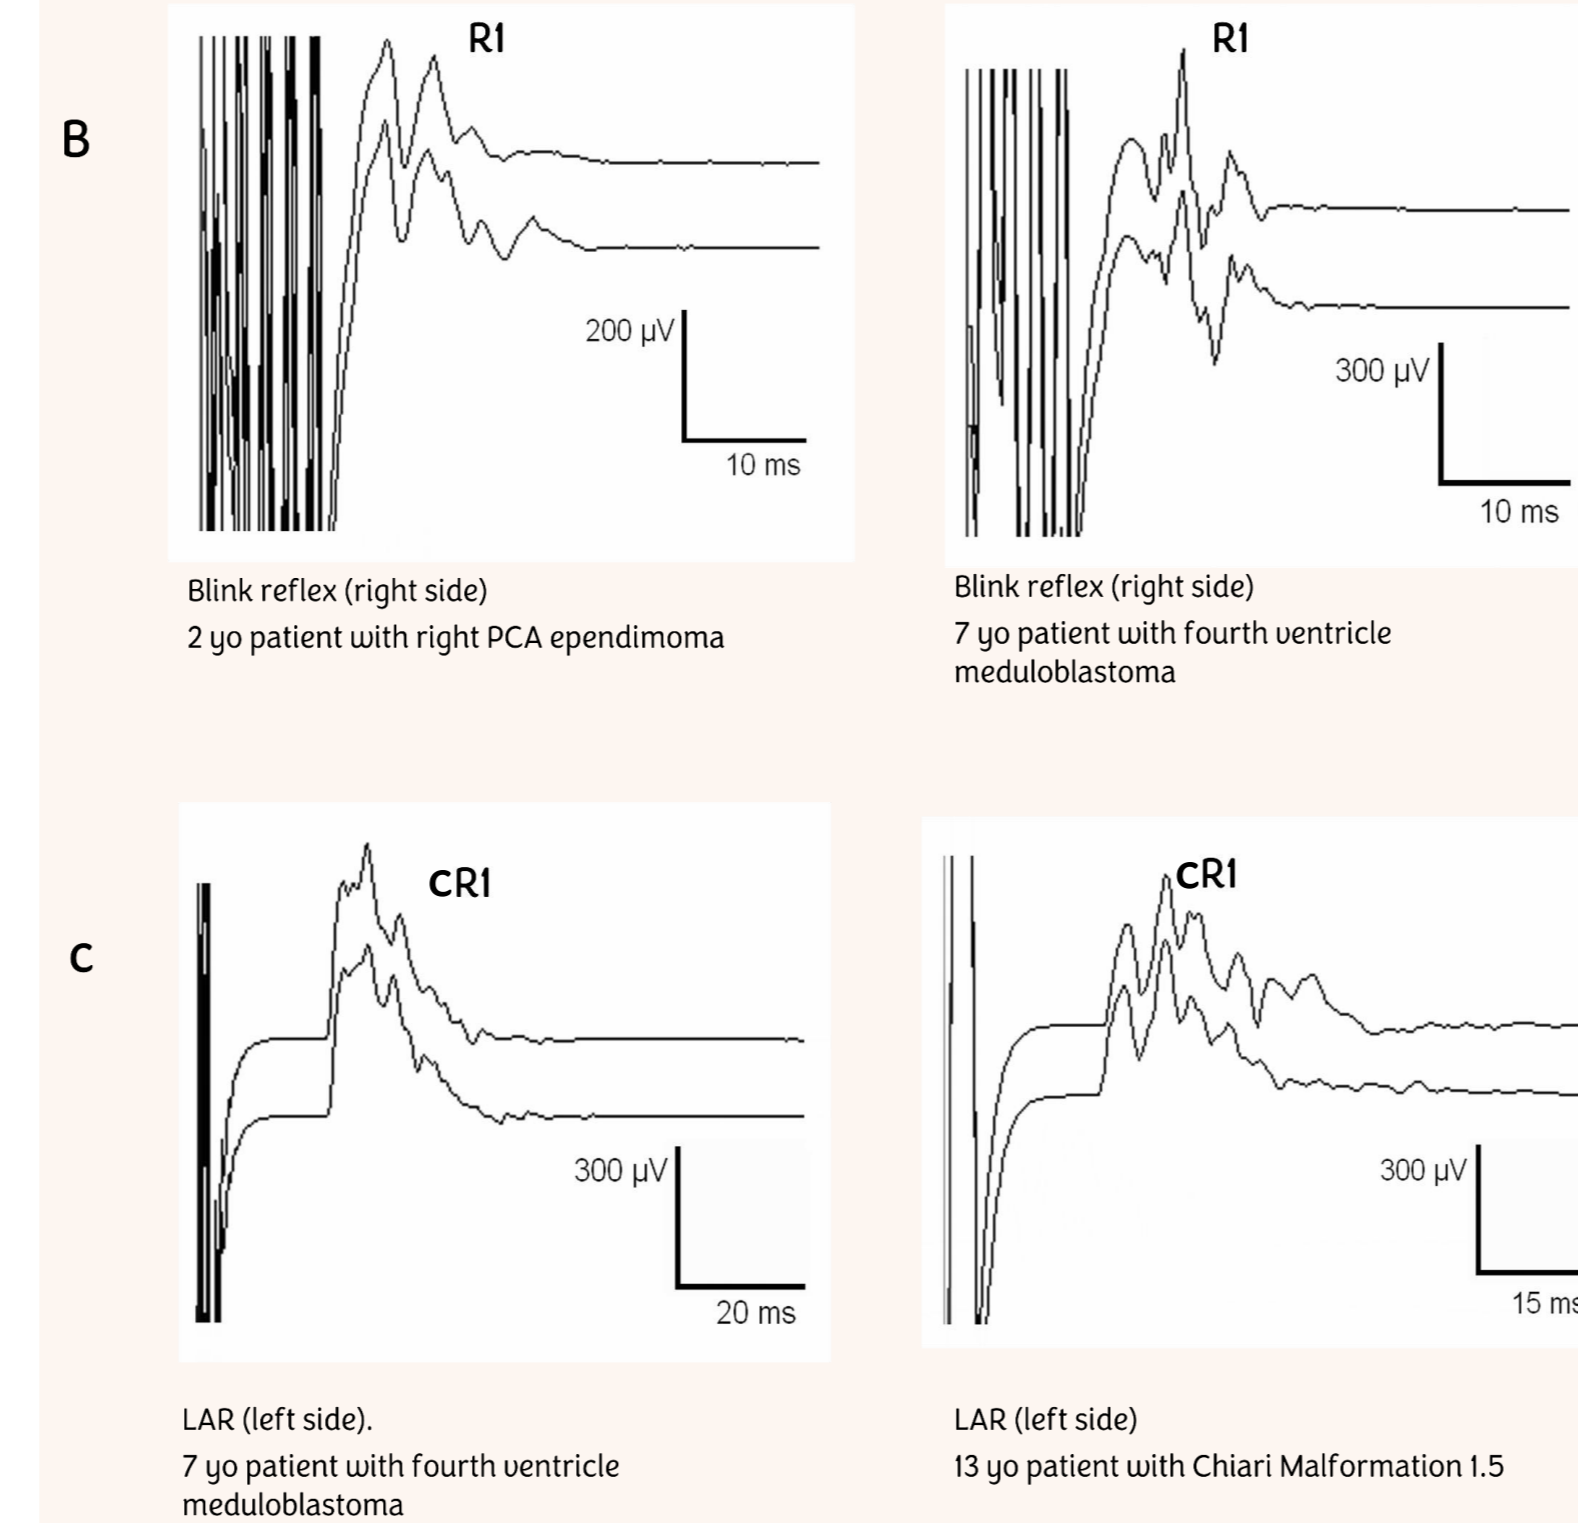 B
R1
200 µV
10 ms
Blink reflex (right side)
2 yo patient with right PCA ependimoma
R1
300 µV
10 ms
Blink reflex (right side)
7 yo patient with fourth ventricle
meduloblastoma
C
CR1
300 µV
20 ms
LAR (left side).
7 yo patient with fourth ventricle
meduloblastoma
CR1
300 µV
15 ms
LAR (left side)
13 yo patient with Chiari Malformation 1.5